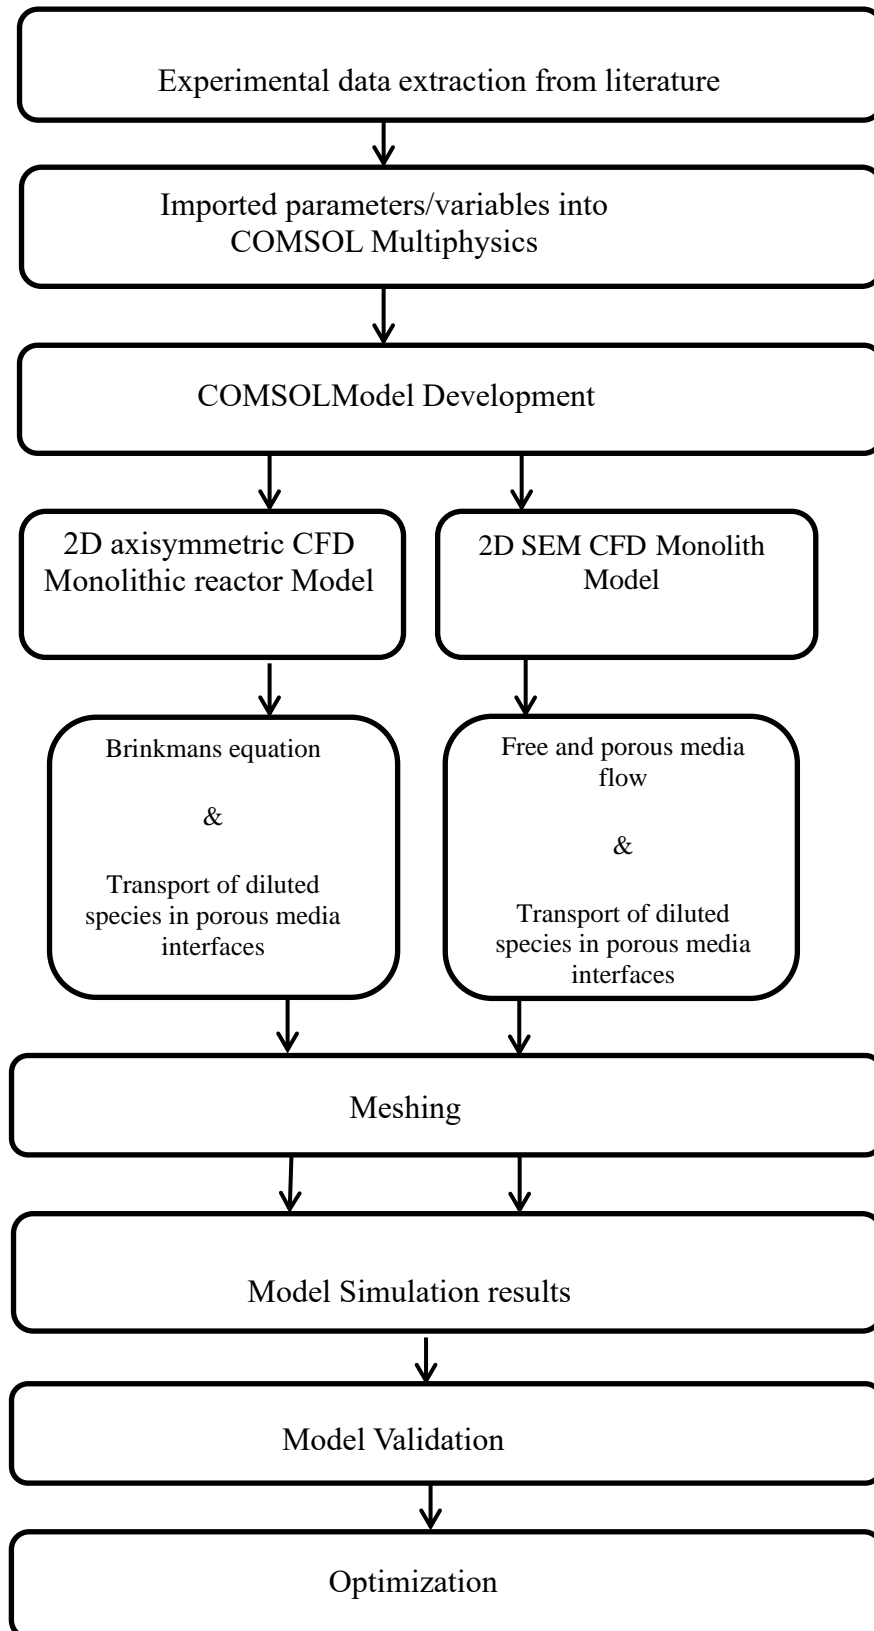 Experimental data extraction from literature
Imported parameters/variables into
COMSOL Multiphysics
COMSOLModel Development
2D axisymmetric CFD
Monolithic reactor Model
2D SEM CFD Monolith
Model
Brinkmans equation
&
Transport of diluted
species in porous media
interfaces
Free and porous media
flow
&
Transport of diluted
species in porous media
interfaces
Meshing
Model Simulation results
Model Validation
Optimization